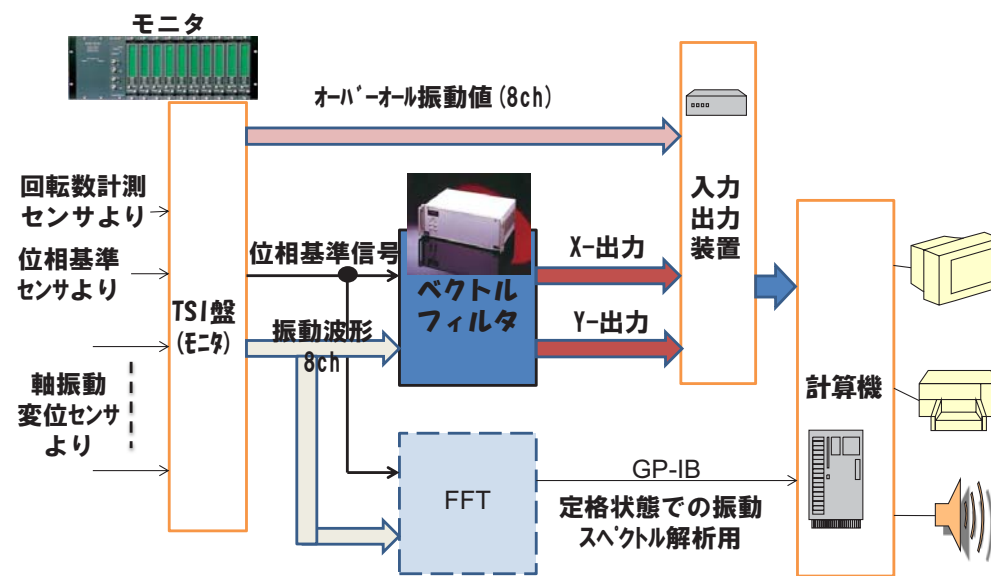 モニタ
オーバーオール振動値(8ch)
回転数計測
センサより
位相基準
センサより
軸振動
変位センサ
より
TSI盤
(モニタ)
位相基準信号
振動波形
8ch
ベクトル
フィルタ
X-出力
Y-出力
入力
出力
装置
FFT
GP-IB
定格状態での振動
スペクトル解析用
計算機